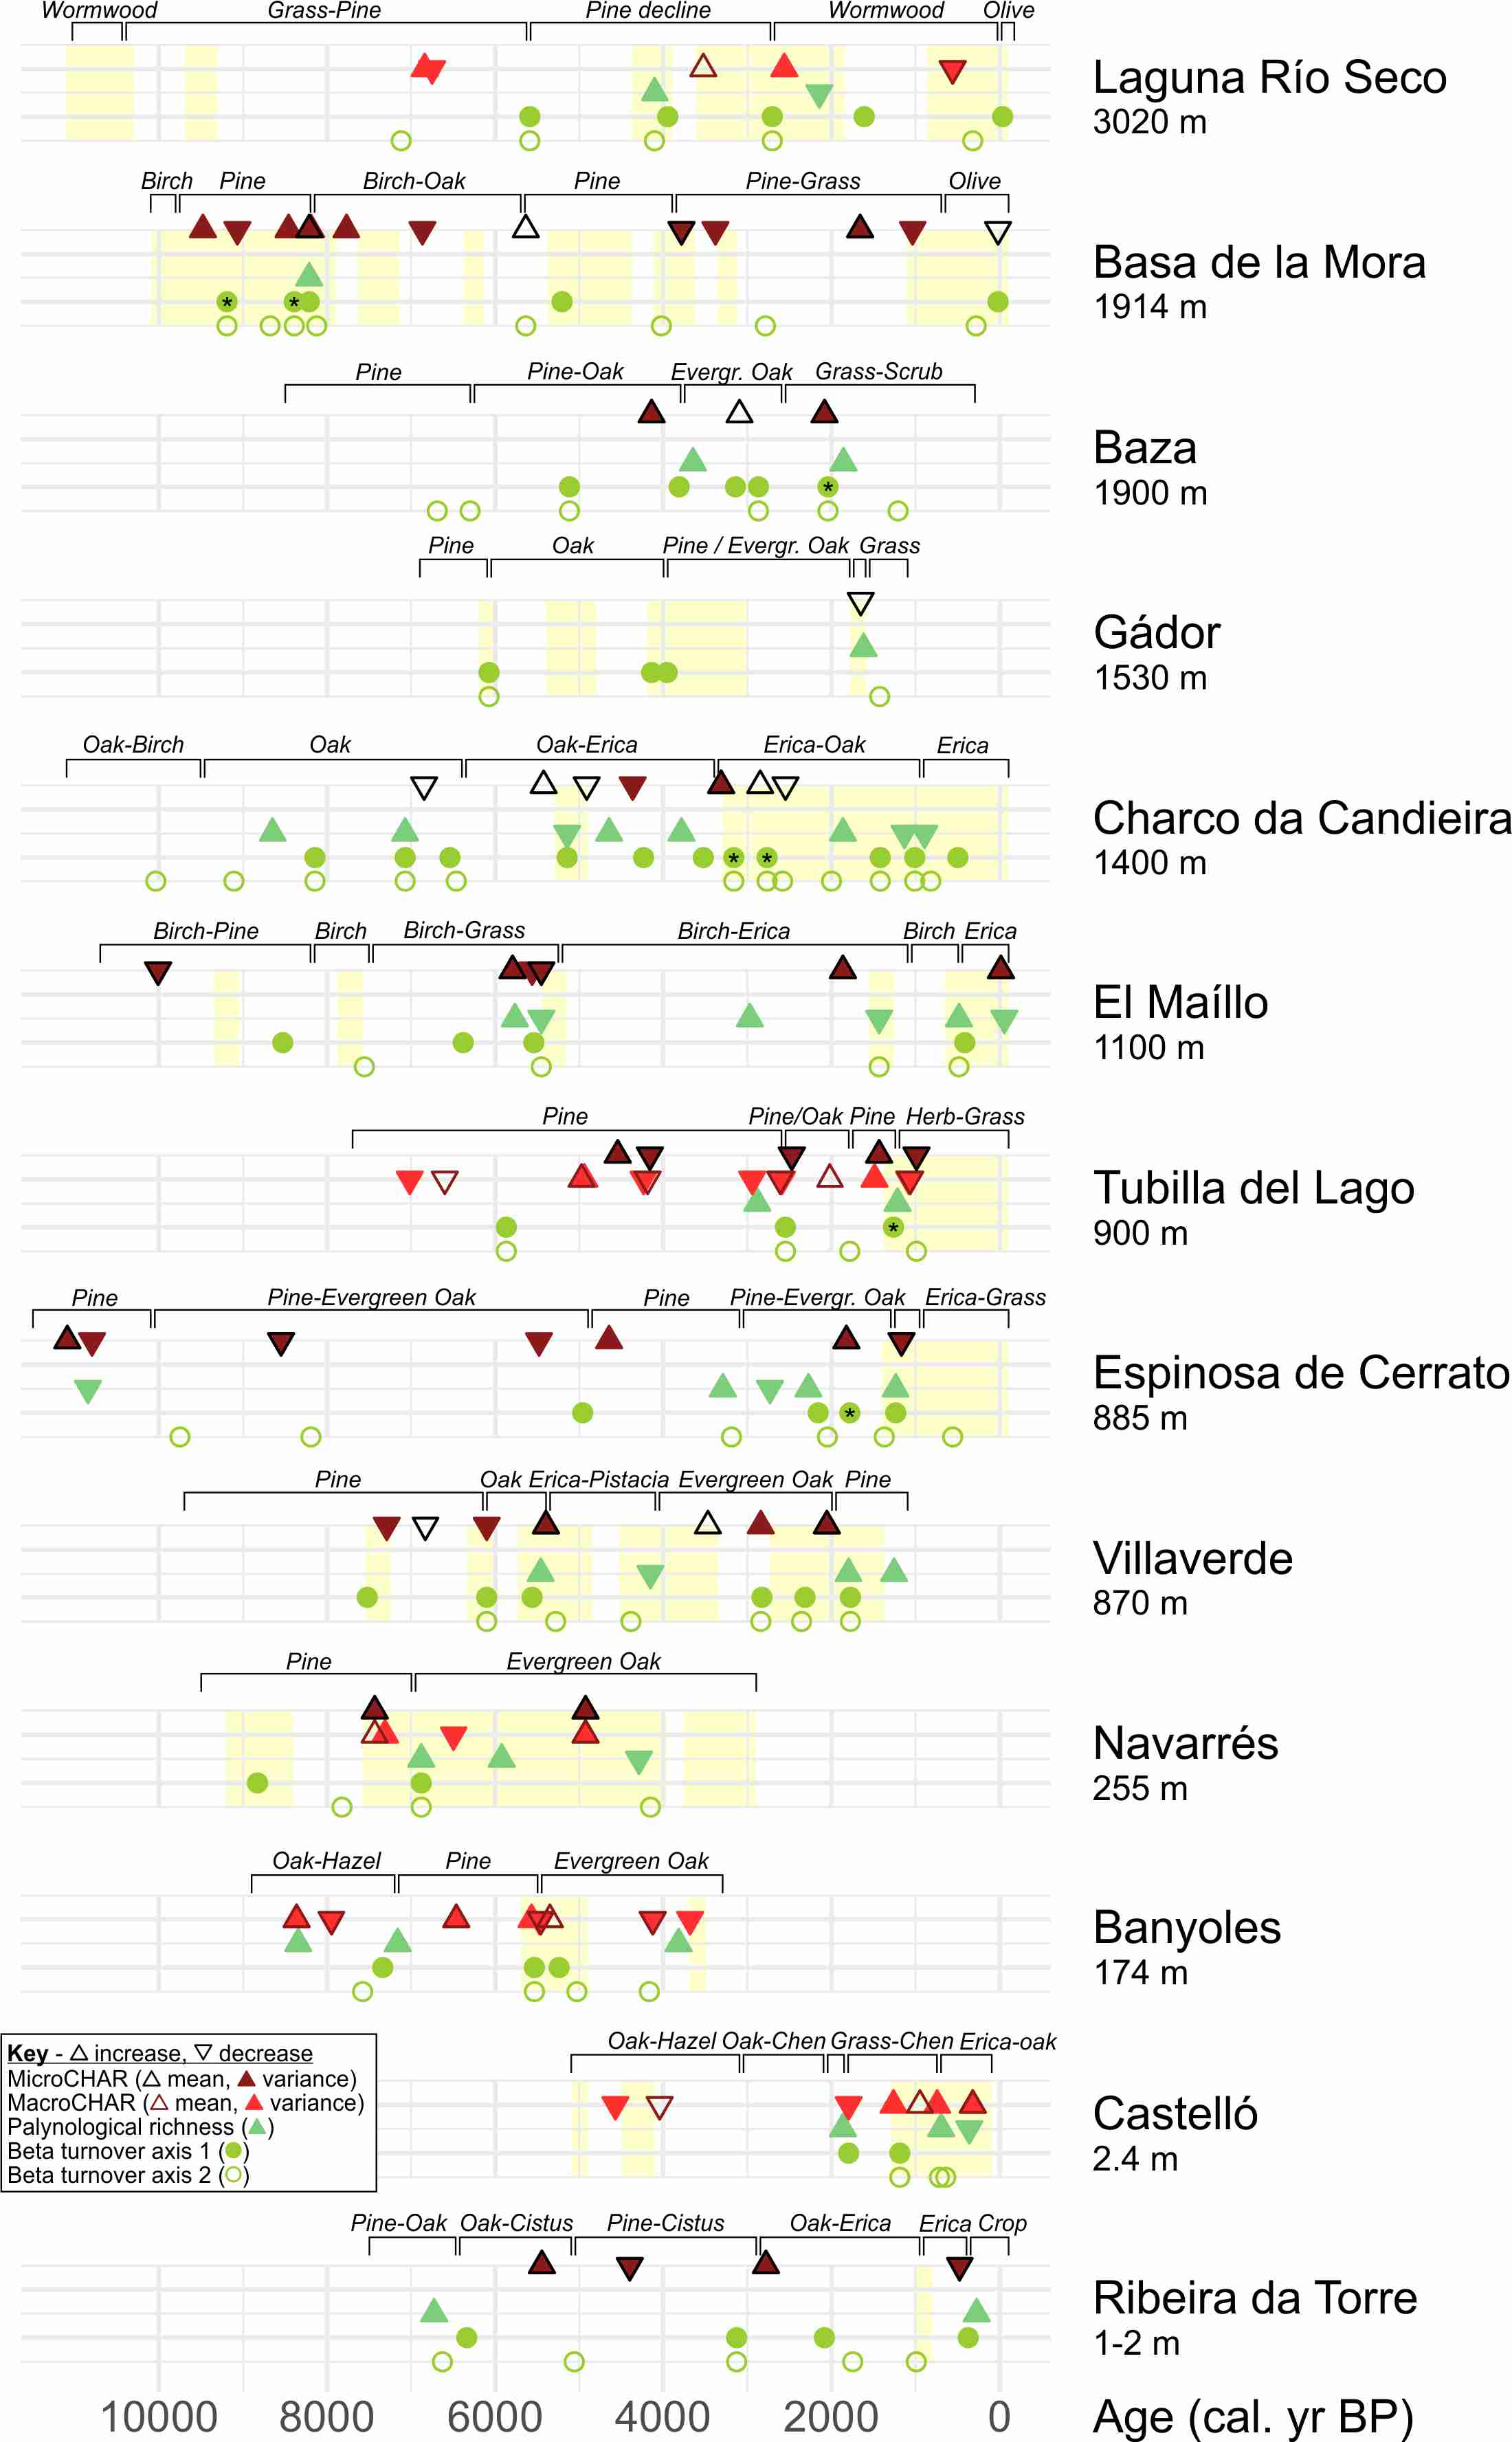 Wormwood Grass-Pine Pine decline Wormwood Olive
Laguna Río Seco
3020 m
Birch Pine Birch-Oak Pine Pine-Grass Olive
* *
Basa de la Mora
1914 m
Pine Pine-Oak Evergr. Oak Grass-Scrub
*
Baza
1900 m
Pine Oak Pine / Evergr. Oak Grass
Gádor
1530 m
Oak-Birch Oak Oak-Erica Erica-Oak Erica
* *
Charco da Candieira
1400 m
Birch-Pine Birch Birch-Grass Birch-Erica Birch Erica
El Maíllo
1100 m
Pine Pine/Oak Pine Herb-Grass
*
Tubilla del Lago
900 m
Pine Pine-Evergreen Oak Pine Pine-Evergr. Oak Erica-Grass
*
Espinosa de Cerrato
885 m
Pine Oak Erica-Pistacia Evergreen Oak Pine
Villaverde
870 m
Pine Evergreen Oak
Navarrés
255 m
Oak-Hazel Pine Evergreen Oak
Banyoles
174 m
Oak-Hazel Oak-Chen Grass-Chen Erica-oak
Castelló
2.4 m
Key - △ increase, ▽ decrease
MicroCHAR (△ mean, ▲ variance)
MacroCHAR (△ mean, ▲ variance)
Palynological richness (▲)
Beta turnover axis 1 (●)
Beta turnover axis 2 (○)
Pine-Oak Oak-Cistus Pine-Cistus Oak-Erica Erica Crop
Ribeira da Torre
1-2 m
10000 8000 6000 4000 2000 0 Age (cal. yr BP)